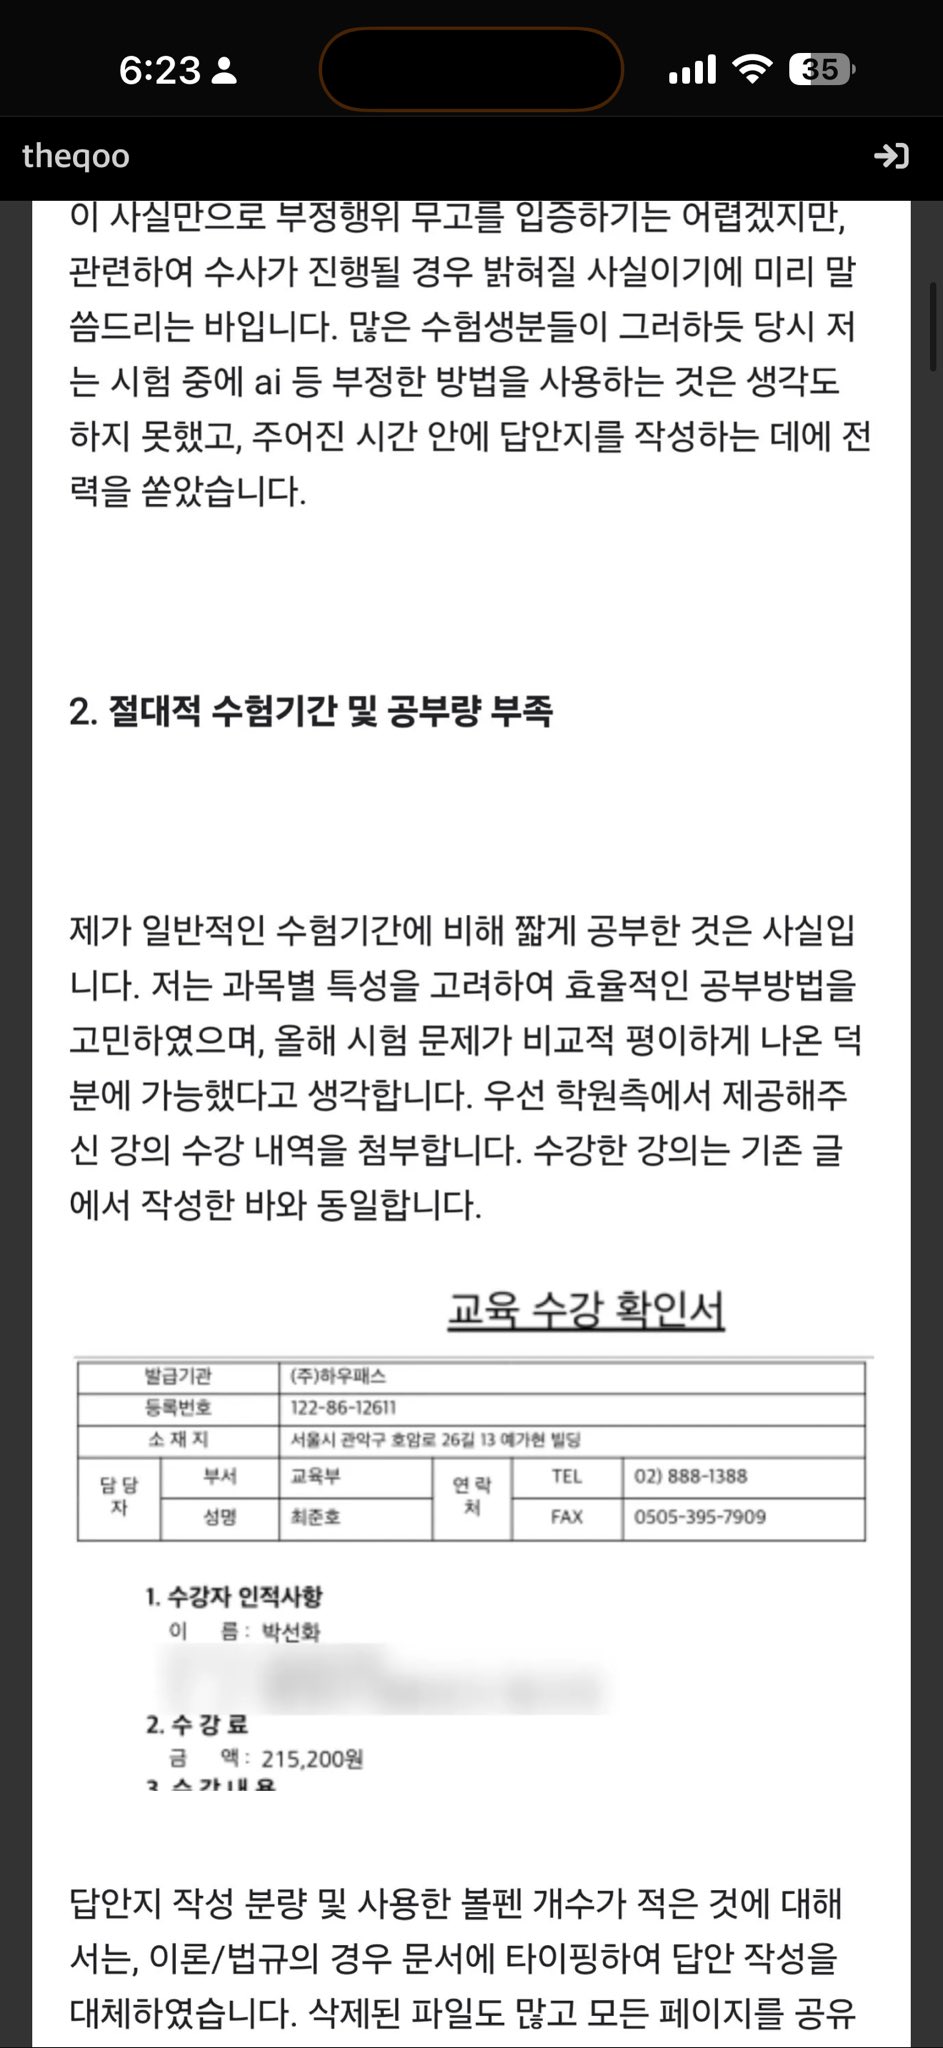 6:23
35
theqoo
이 사실만으로 부정행위 무고를 입증하기는 어렵겠지만,
관련하여 수사가 진행될 경우 밝혀질 사실이기에 미리 말
씀드리는 바입니다. 많은 수험생분들이 그러하듯 당시 저
는 시험 중에 ai 등 부정한 방법을 사용하는 것은 생각도
하지 못했고, 주어진 시간 안에 답안지를 작성하는 데에 전
력을 쏟았습니다.
2. 절대적 수험기간 및 공부량 부족
제가 일반적인 수험기간에 비해 짧게 공부한 것은 사실입
니다. 저는 과목별 특성을 고려하여 효율적인 공부방법을
고민하였으며, 올해 시험 문제가 비교적 평이하게 나온 덕
분에 가능했다고 생각합니다. 우선 학원측에서 제공해주
신 강의 수강 내역을 첨부합니다. 수강한 강의는 기존 글
에서 작성한 바와 동일합니다.
교육 수강 확인서
발급기관 (주)하우패스
등록번호 122-86-12611
소 재 지 서울시 관악구 호암로 26길 13 예가현 빌딩
담 당 자 부서 교육부 연 락 처 TEL 02) 888-1388
성명 최준호 FAX 0505-395-7909
1. 수강자 인적사항
이 름 : 박선화
2. 수 강 료
금 액 : 215,200원
3. 수 강 내 용
답안지 작성 분량 및 사용한 볼펜 개수가 적은 것에 대해
서는, 이론/법규의 경우 문서에 타이핑하여 답안 작성을
대체하였습니다. 삭제된 파일도 많고 모든 페이지를 공유